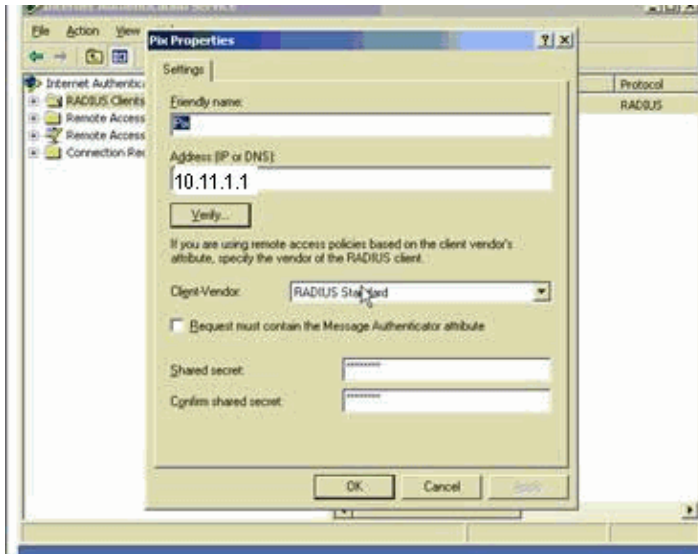 Internet Authentication Service
File Action View
Pix Properties
Settings
Internet Authentic
RADIUS Clients
Remote Access
Remote Access
Connection Rec
Protocol
RADIUS
Friendly name:
Pix
Address (IP or DNS):
10.11.1.1
Verify...
If you are using remote access policies based on the client vendor's
attribute, specify the vendor of the RADIUS client.
Client-Vendor:
RADIUS Standard
Request must contain the Message Authenticator attribute
Shared secret:
********
Confirm shared secret:
********
OK Cancel Apply